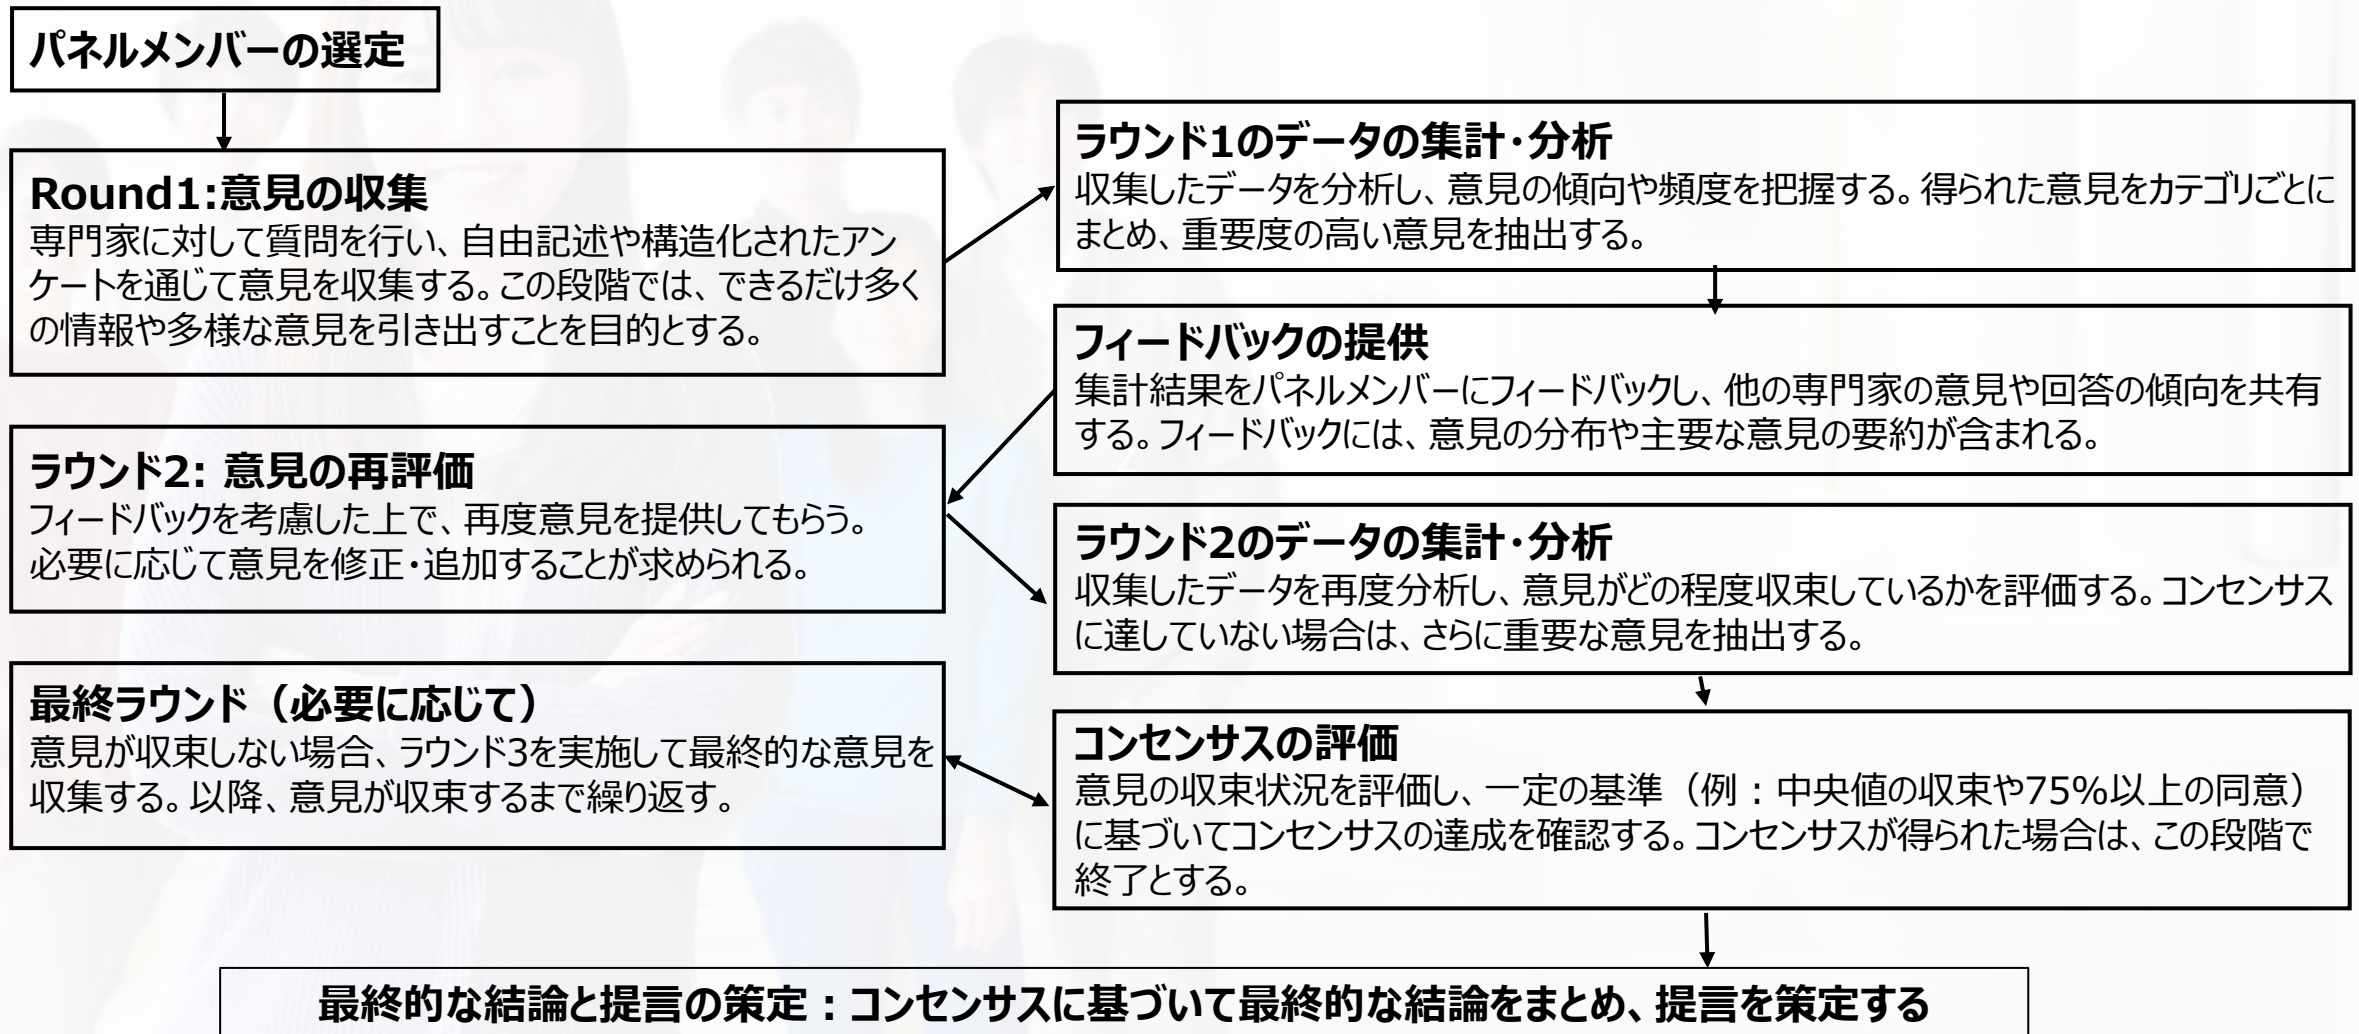 パネルメンバーの選定
Round1:意見の収集
専門家に対して質問を行い、自由記述や構造化されたアン
ケートを通じて意見を収集する。この段階では、できるだけ多く
の情報や多様な意見を引き出すことを目的とする。
ラウンド1のデータの集計・分析
収集したデータを分析し、意見の傾向や頻度を把握する。得られた意見をカテゴリごとに
まとめ、重要度の高い意見を抽出する。
フィードバックの提供
集計結果をパネルメンバーにフィードバックし、他の専門家の意見や回答の傾向を共有
する。フィードバックには、意見の分布や主要な意見の要約が含まれる。
ラウンド2: 意見の再評価
フィードバックを考慮した上で、再度意見を提供してもらう。
必要に応じて意見を修正・追加することが求められる。
ラウンド2のデータの集計・分析
収集したデータを再度分析し、意見がどの程度収束しているかを評価する。コンセンサス
に達していない場合は、さらに重要な意見を抽出する。
最終ラウンド（必要に応じて）
意見が収束しない場合、ラウンド3を実施して最終的な意見を
収集する。以降、意見が収束するまで繰り返す。
コンセンサスの評価
意見の収束状況を評価し、一定の基準（例：中央値の収束や75%以上の同意）
に基づいてコンセンサスの達成を確認する。コンセンサスが得られた場合は、この段階で
終了とする。
最終的な結論と提言の策定：コンセンサスに基づいて最終的な結論をまとめ、提言を策定する